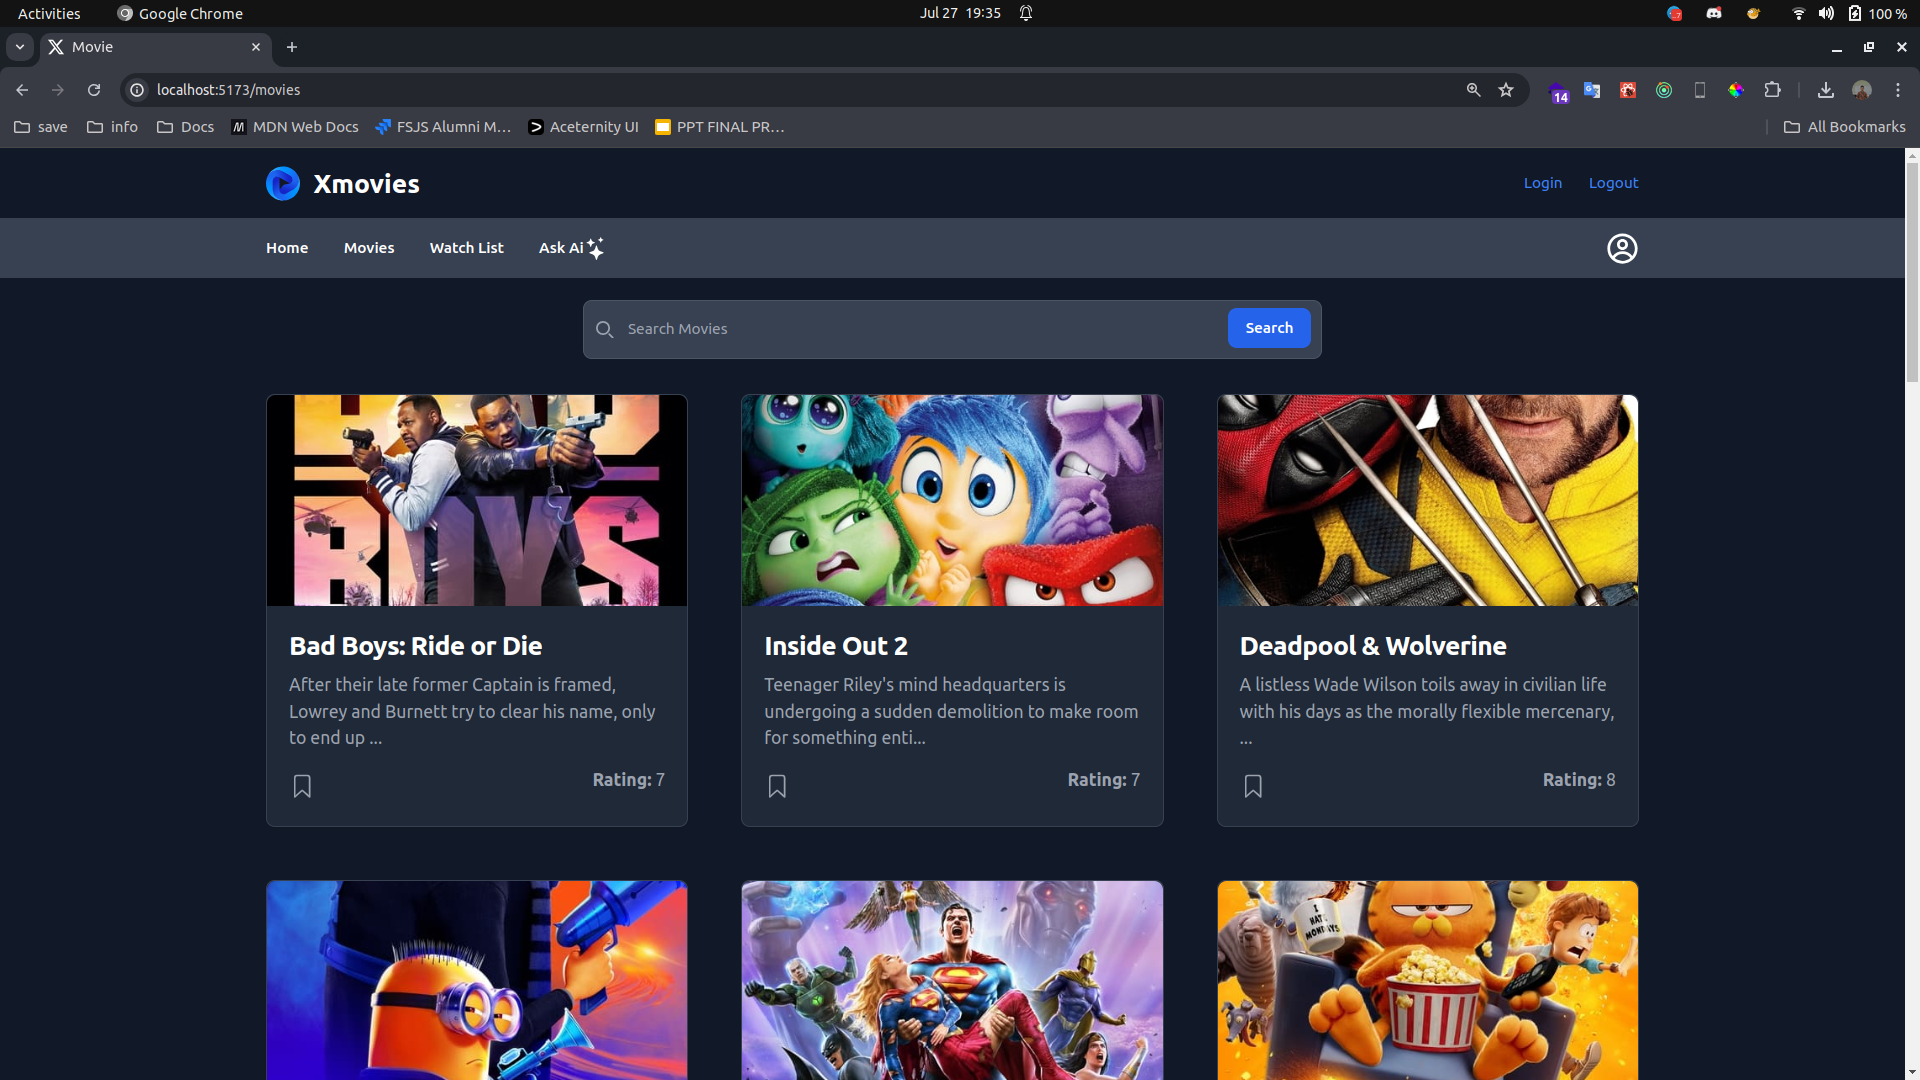 Activities
Google Chrome
Jul 27 19:35
100 %
Movie
localhost:5173/movies
14
save
info
Docs
MDN Web Docs
FSJS Alumni M...
Aceternity UI
PPT FINAL PR...
All Bookmarks
Xmovies
Login
Logout
Home
Movies
Watch List
Ask Ai
Search Movies
Search
BOYS
Bad Boys: Ride or Die
After their late former Captain is framed,
Lowrey and Burnett try to clear his name, only
to end up ...
Rating: 7
Inside Out 2
Teenager Riley's mind headquarters is
undergoing a sudden demolition to make room
for something enti...
Rating: 7
Deadpool & Wolverine
A listless Wade Wilson toils away in civilian life
with his days as the morally flexible mercenary,
...
Rating: 8
I
HATE
MONDAYS